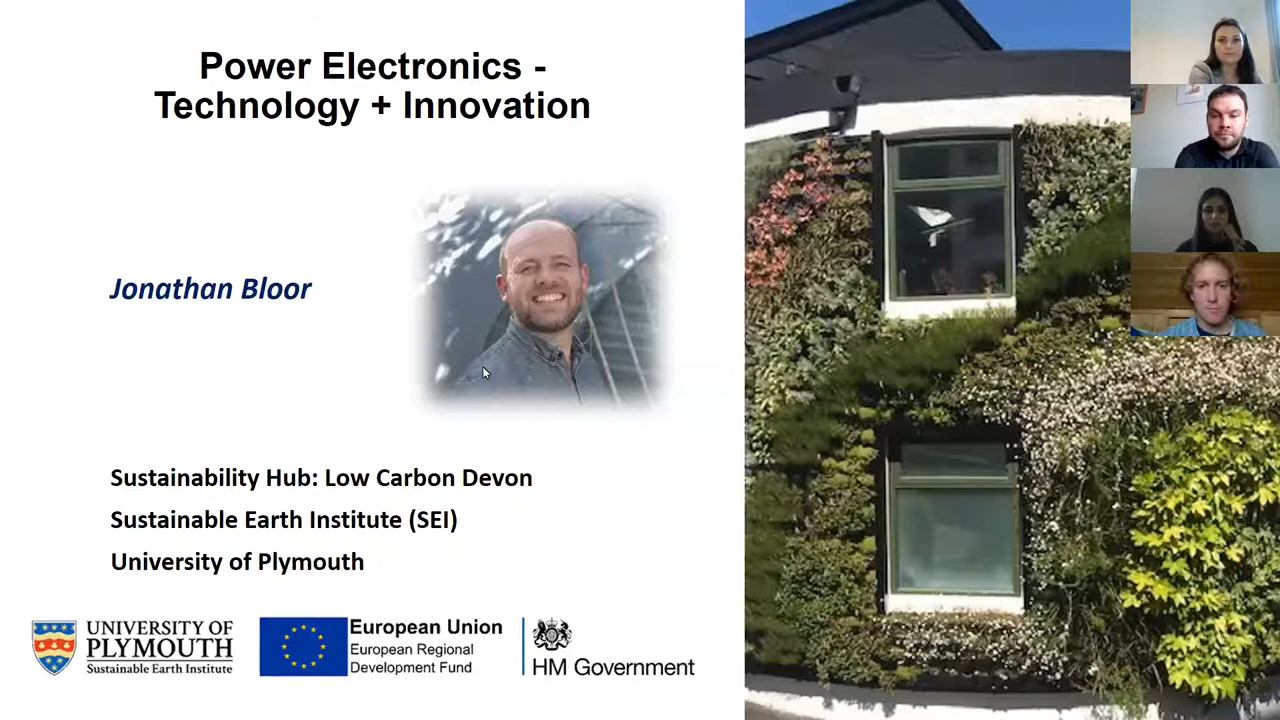 Power Electronics -
Technology + Innovation
Jonathan Bloor
Sustainability Hub: Low Carbon Devon
Sustainable Earth Institute (SEI)
University of Plymouth
UNIVERSITY OF
PLYMOUTH
Sustainable Earth Institute
European Union
European Regional
Development Fund
HM Government